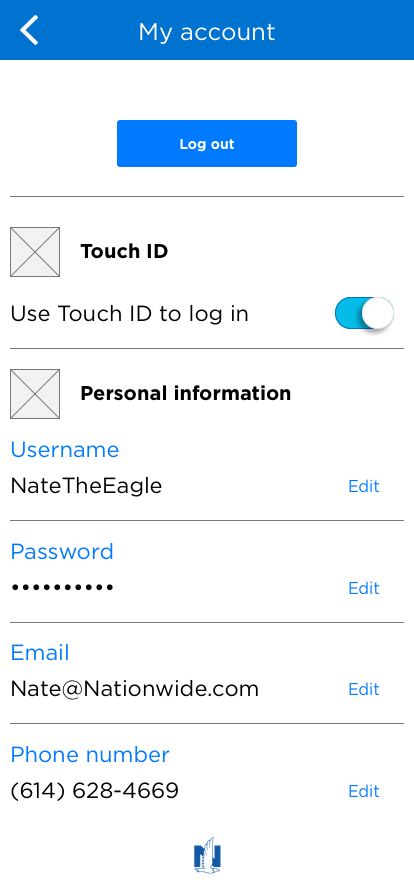 My account
Log out
Touch ID
Use Touch ID to log in
Personal information
Username
NateTheEagle
Edit
Password
••••••••••
Edit
Email
Nate@Nationwide.com
Edit
Phone number
(614) 628-4669
Edit
N